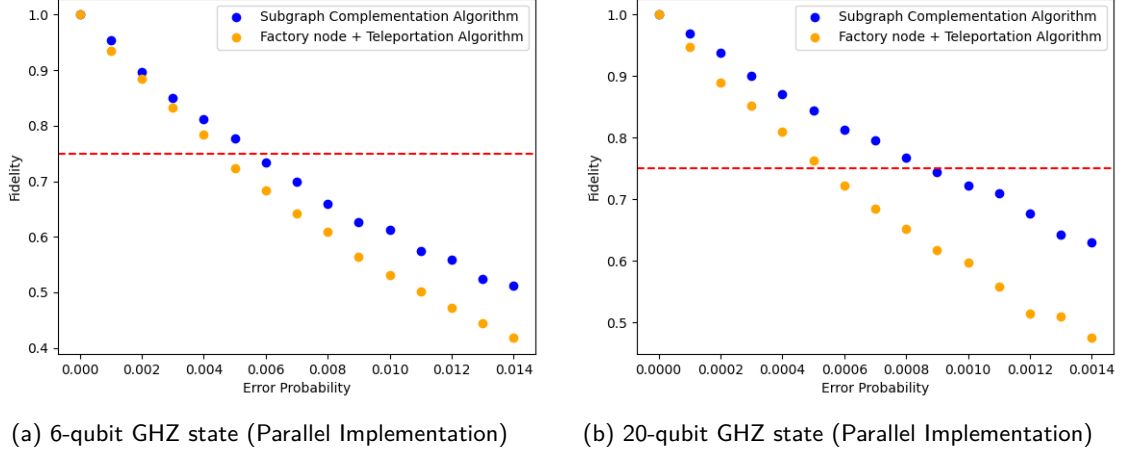 1.0
0.9
0.8
0.7
0.6
0.5
0.4
Fidelity
Subgraph Complementation Algorithm
Factory node + Teleportation Algorithm
0.000 0.002 0.004 0.006 0.008 0.010 0.012 0.014
Error Probability
(a) 6-qubit GHZ state (Parallel Implementation)
1.0
0.9
0.8
0.7
0.6
0.5
Fidelity
Subgraph Complementation Algorithm
Factory node + Teleportation Algorithm
0.0000 0.0002 0.0004 0.0006 0.0008 0.0010 0.0012 0.0014
Error Probability
(b) 20-qubit GHZ state (Parallel Implementation)